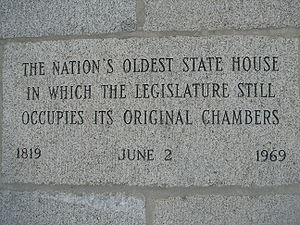 THE NATION'S OLDEST STATE HOUSE
IN WHICH THE LEGISLATURE STILL
OCCUPIES ITS ORIGINAL CHAMBERS
1819 JUNE 2 1969